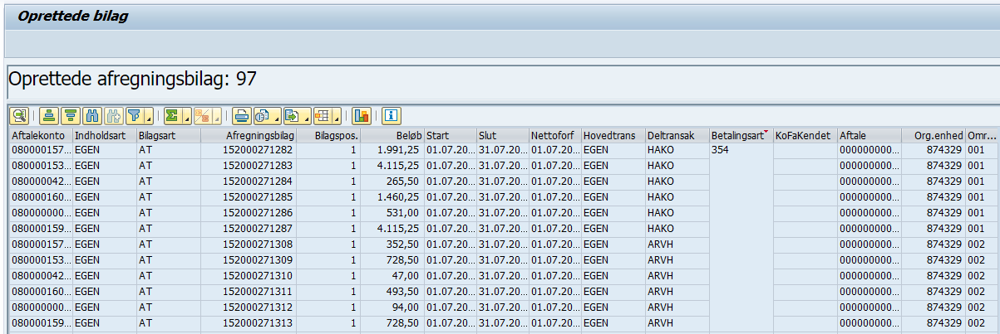 Oprettede bilag
Oprettede afregningsbilag: 97
Aftalekonto Indholdsart Bilagsart Afregningsbilag Bilagspos. Beløb Start Slut Nettoforf Hovedtrans Deltransak Betalingsart KoFaKendet Aftale Org.enhed Omr...
080000157... EGEN AT 152000271282 1 1.991,25 01.07.20... 31.07.20... 01.07.20... EGEN HAKO 354 000000000... 874329 001
080000153... EGEN AT 152000271283 1 4.115,25 01.07.20... 31.07.20... 01.07.20... EGEN HAKO 000000000... 874329 001
080000042... EGEN AT 152000271284 1 265,50 01.07.20... 31.07.20... 01.07.20... EGEN HAKO 000000000... 874329 001
080000160... EGEN AT 152000271285 1 1.460,25 01.07.20... 31.07.20... 01.07.20... EGEN HAKO 000000000... 874329 001
080000000... EGEN AT 152000271286 1 531,00 01.07.20... 31.07.20... 01.07.20... EGEN HAKO 000000000... 874329 001
080000159... EGEN AT 152000271287 1 4.115,25 01.07.20... 31.07.20... 01.07.20... EGEN HAKO 000000000... 874329 001
080000157... EGEN AT 152000271308 1 352,50 01.07.20... 31.07.20... 01.07.20... EGEN ARVH 000000000... 874329 002
080000153... EGEN AT 152000271309 1 728,50 01.07.20... 31.07.20... 01.07.20... EGEN ARVH 000000000... 874329 002
080000042... EGEN AT 152000271310 1 47,00 01.07.20... 31.07.20... 01.07.20... EGEN ARVH 000000000... 874329 002
080000160... EGEN AT 152000271311 1 493,50 01.07.20... 31.07.20... 01.07.20... EGEN ARVH 000000000... 874329 002
080000000... EGEN AT 152000271312 1 94,00 01.07.20... 31.07.20... 01.07.20... EGEN ARVH 000000000... 874329 002
080000159... EGEN AT 152000271313 1 728,50 01.07.20... 31.07.20... 01.07.20... EGEN ARVH 000000000... 874329 002